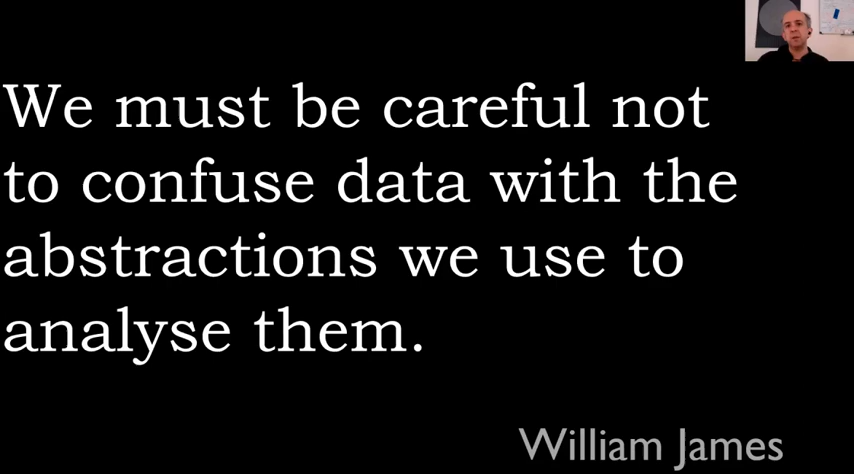 We must be careful not
to confuse data with the
abstractions we use to
analyse them.
William James